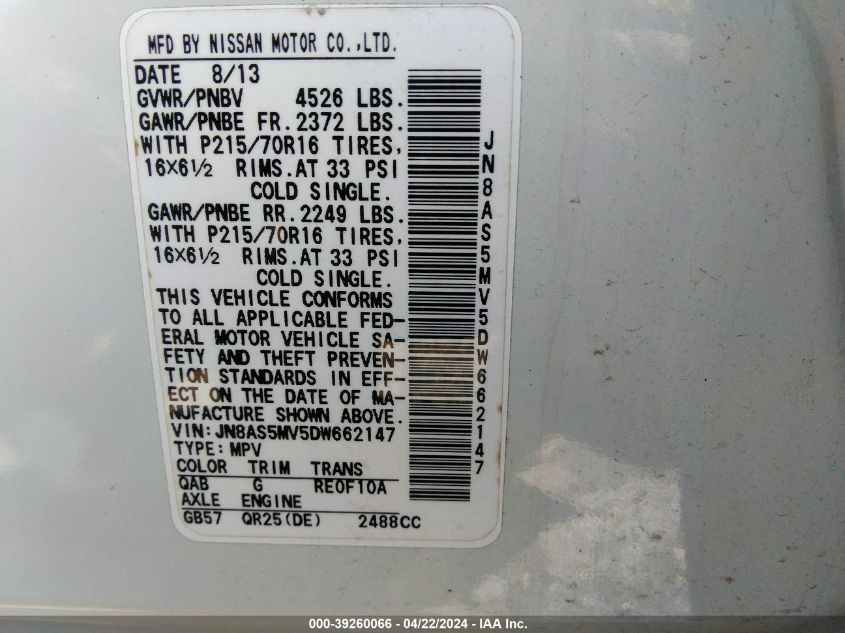 MFD BY NISSAN MOTOR CO.,LTD.
DATE 8/13
GVWR/PNBV 4526 LBS.
GAWR/PNBE FR.2372 LBS.
WITH P215/70R16 TIRES,
16X6½ RIMS.AT 33 PSI
COLD SINGLE.
GAWR/PNBE RR.2249 LBS.
WITH P215/70R16 TIRES,
16X6½ RIMS.AT 33 PSI
COLD SINGLE.
THIS VEHICLE CONFORMS
TO ALL APPLICABLE FED-
ERAL MOTOR VEHICLE SA-
FETY AND THEFT PREVEN-
TION STANDARDS IN EFF-
ECT ON THE DATE OF MA-
NUFACTURE SHOWN ABOVE.
VIN:JN8AS5MV5DW662147
TYPE:MPV
COLOR TRIM TRANS
QAB G RE0F10A
AXLE ENGINE
GB57 QR25(DE) 2488CC
JN8AS5MV5DW662147
000-39260066 - 04/22/2024 - IAA Inc.